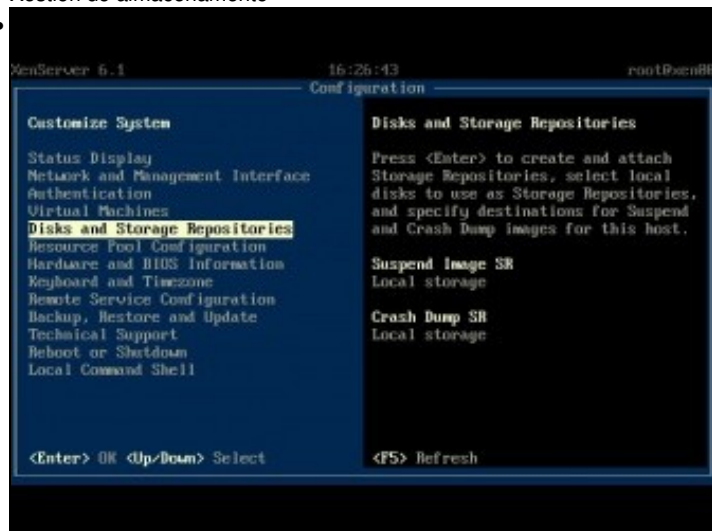 XenServer 6.1 16:26:43
Configuration
Customize System
Status Display
Network and Management Interface
Authentication
Virtual Machines
Disks and Storage Repositories
Resource Pool Configuration
Hardware and BIOS Information
Keyboard and Timezone
Remote Service Configuration
Backup, Restore and Update
Technical Support
Reboot or Shutdown
Local Command Shell
<Enter> OK <Up/Down> Select
Disks and Storage Repositories
Press <Enter> to create and attach
Storage Repositories, select local
disks to use as Storage Repositories,
and specify destinations for Suspend
and Crash Dump images for this host.
Suspend Image SR
Local storage
Crash Dump SR
Local storage
<F5> Refresh